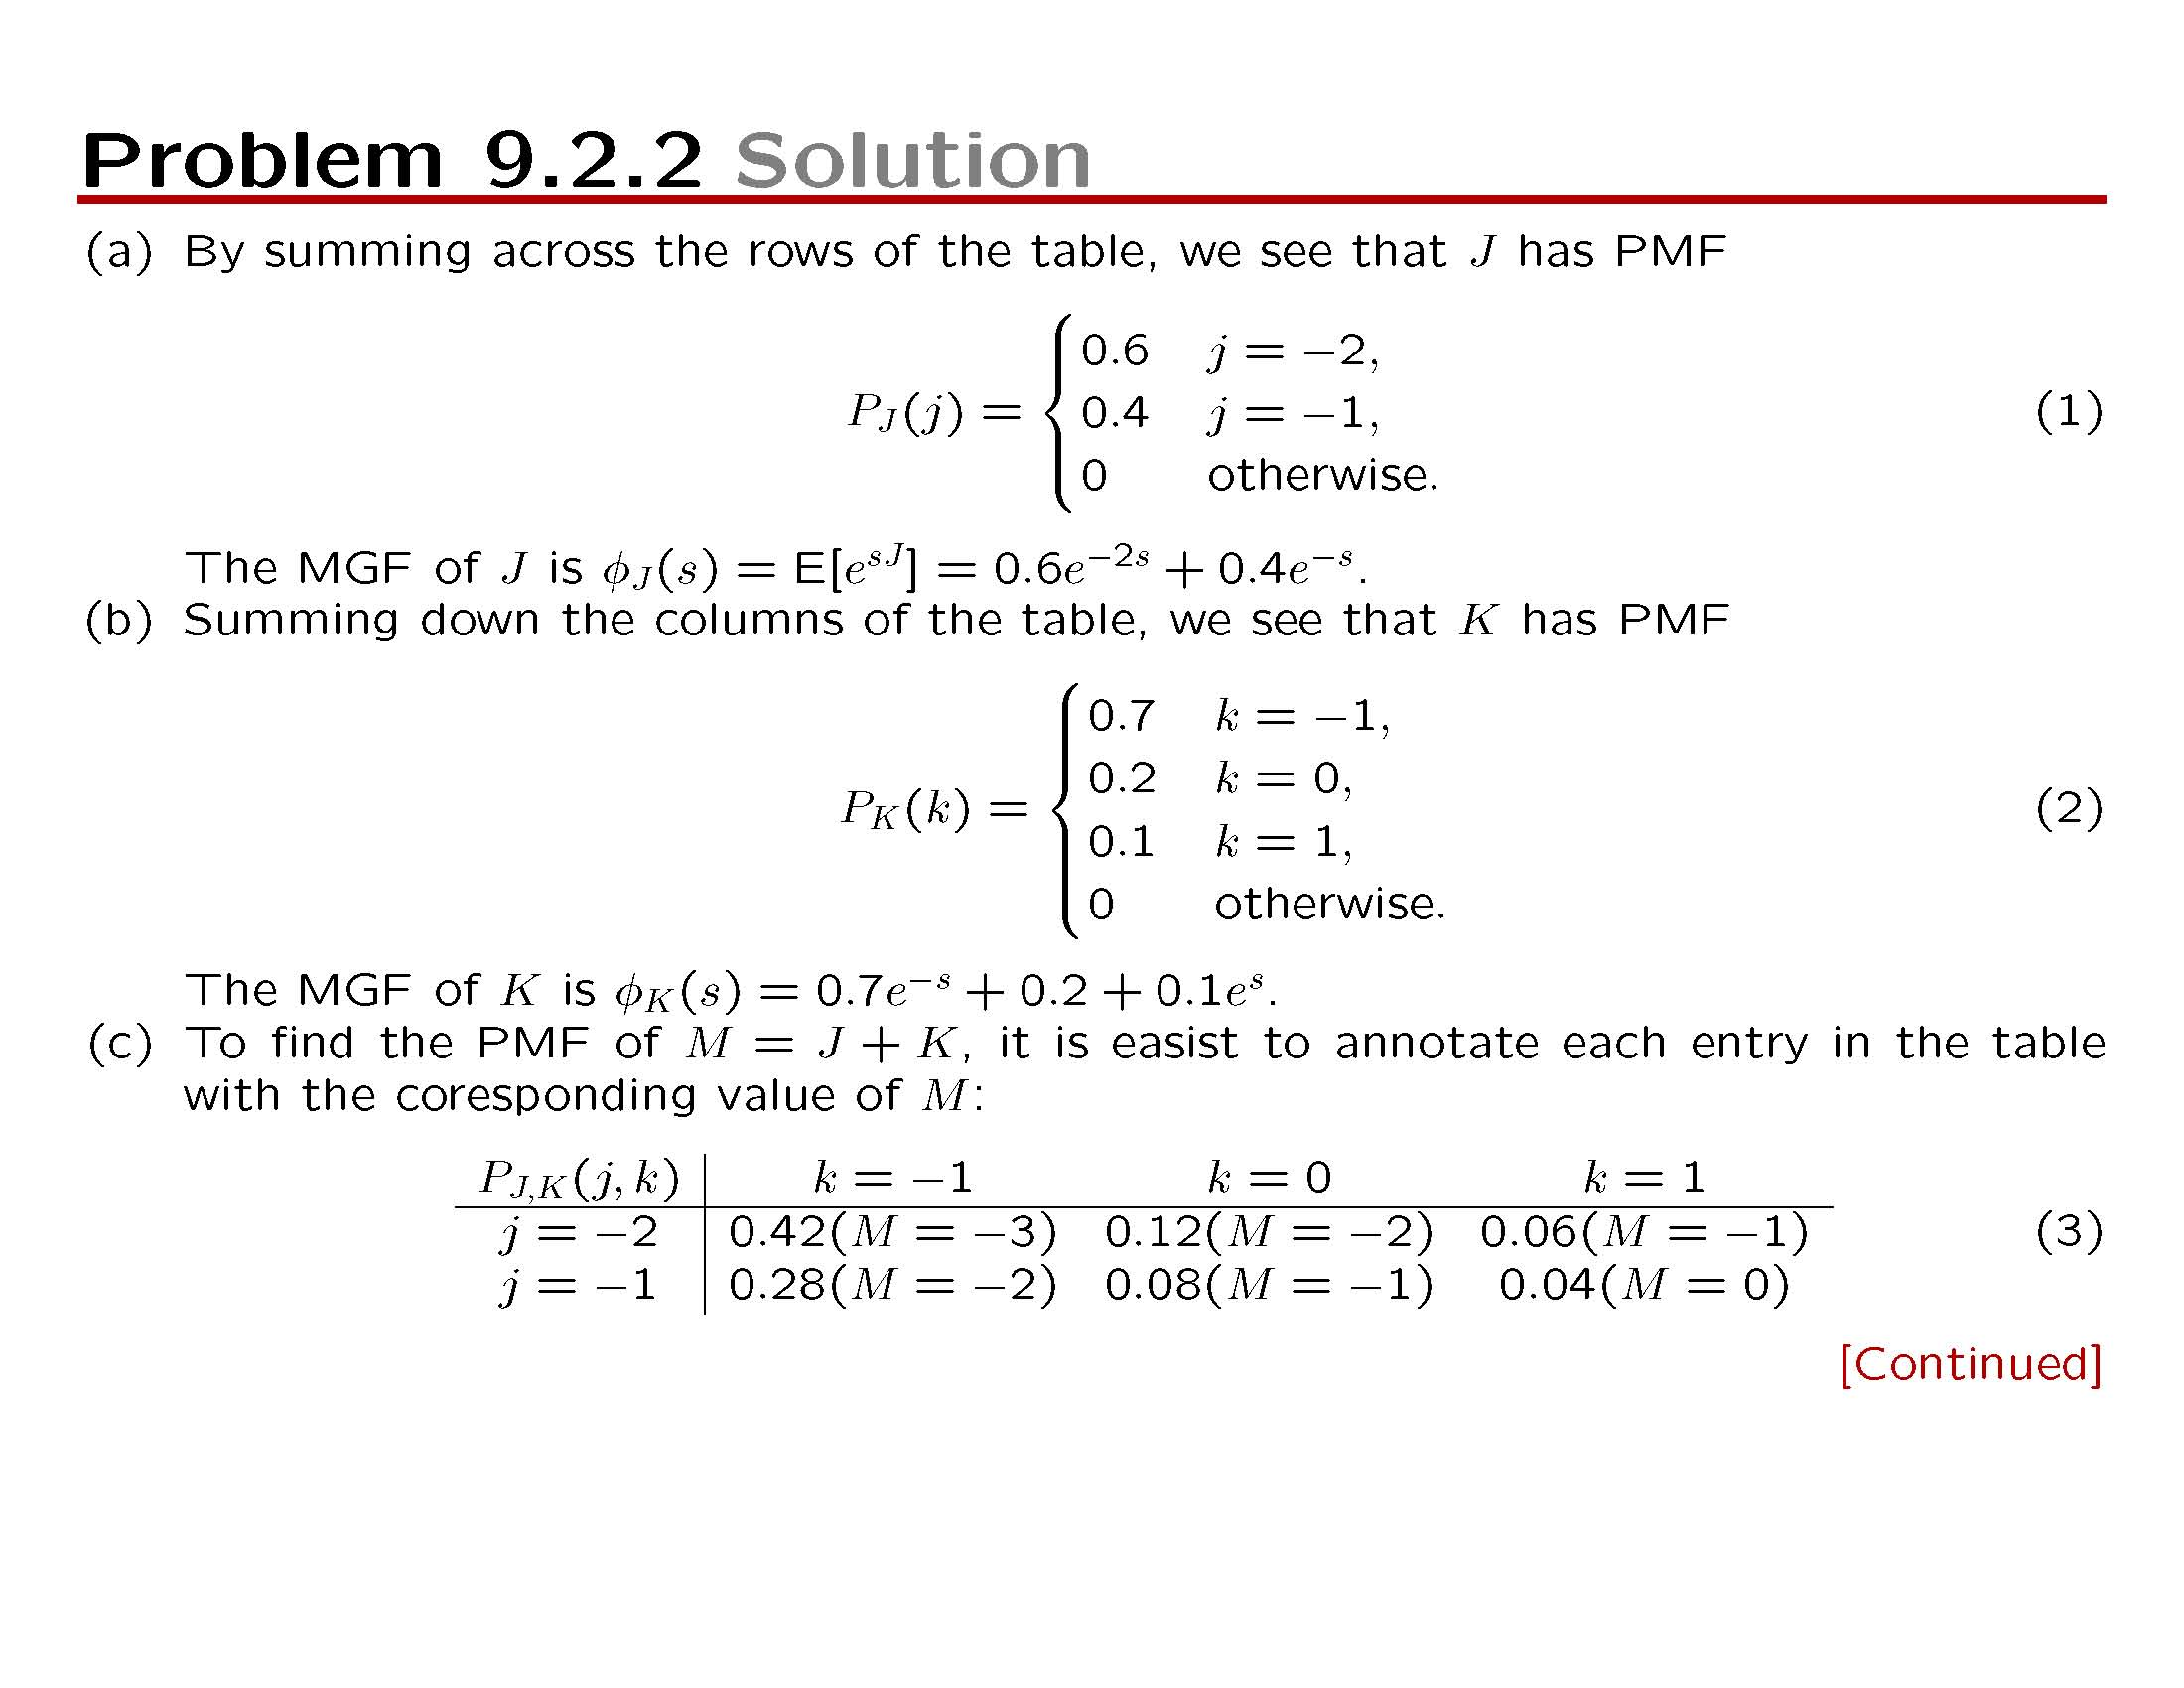 Problem 9.2.2 Solution
(a) By summing across the rows of the table, we see that J has PMF
P_J(j) = { 0.6 j = −2,
0.4 j = −1,
0 otherwise. (1)
The MGF of J is ϕ_J(s) = E[e^{sJ}] = 0.6e^{−2s} + 0.4e^{−s}.
(b) Summing down the columns of the table, we see that K has PMF
P_K(k) = { 0.7 k = −1,
0.2 k = 0,
0.1 k = 1,
0 otherwise. (2)
The MGF of K is ϕ_K(s) = 0.7e^{−s} + 0.2 + 0.1e^{s}.
(c) To find the PMF of M = J + K, it is easist to annotate each entry in the table
with the coresponding value of M:
P_{J,K}(j, k) k = −1 k = 0 k = 1
j = −2 0.42(M = −3) 0.12(M = −2) 0.06(M = −1) (3)
j = −1 0.28(M = −2) 0.08(M = −1) 0.04(M = 0)
[Continued]